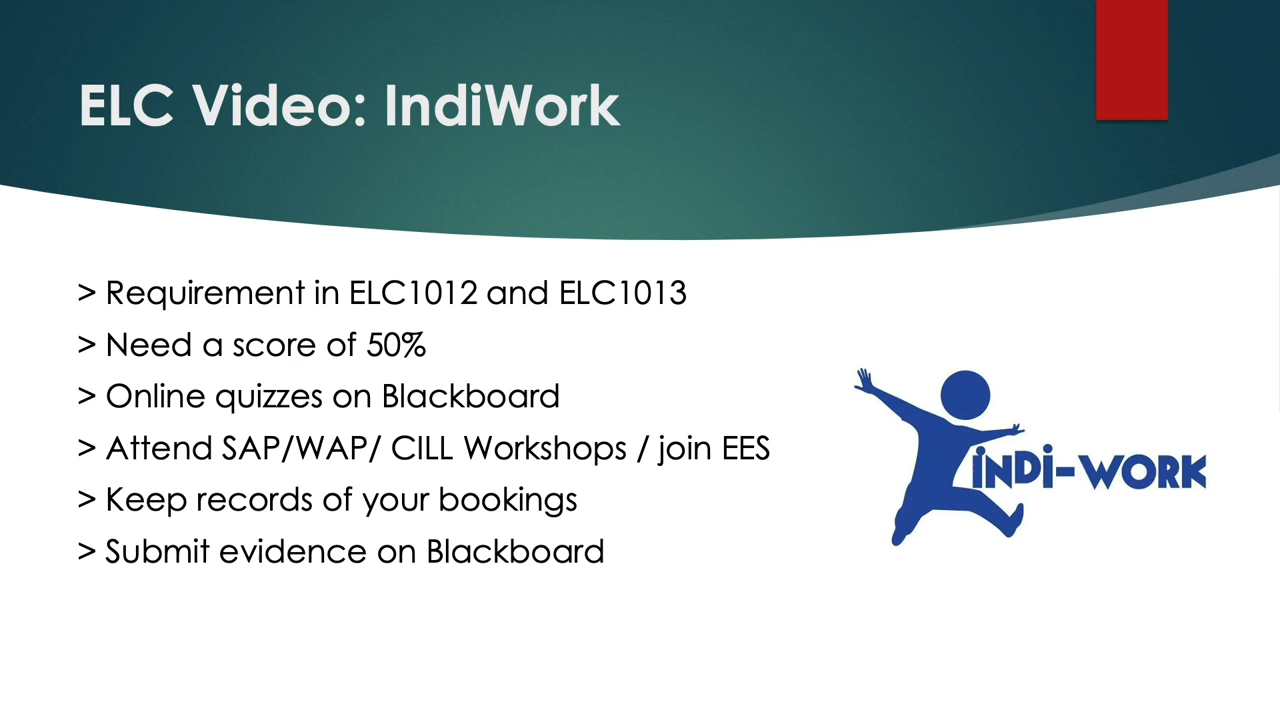 ELC Video: IndiWork
> Requirement in ELC1012 and ELC1013
> Need a score of 50%
> Online quizzes on Blackboard
> Attend SAP/WAP/ CILL Workshops / join EES
> Keep records of your bookings
> Submit evidence on Blackboard
iNDi-WORK